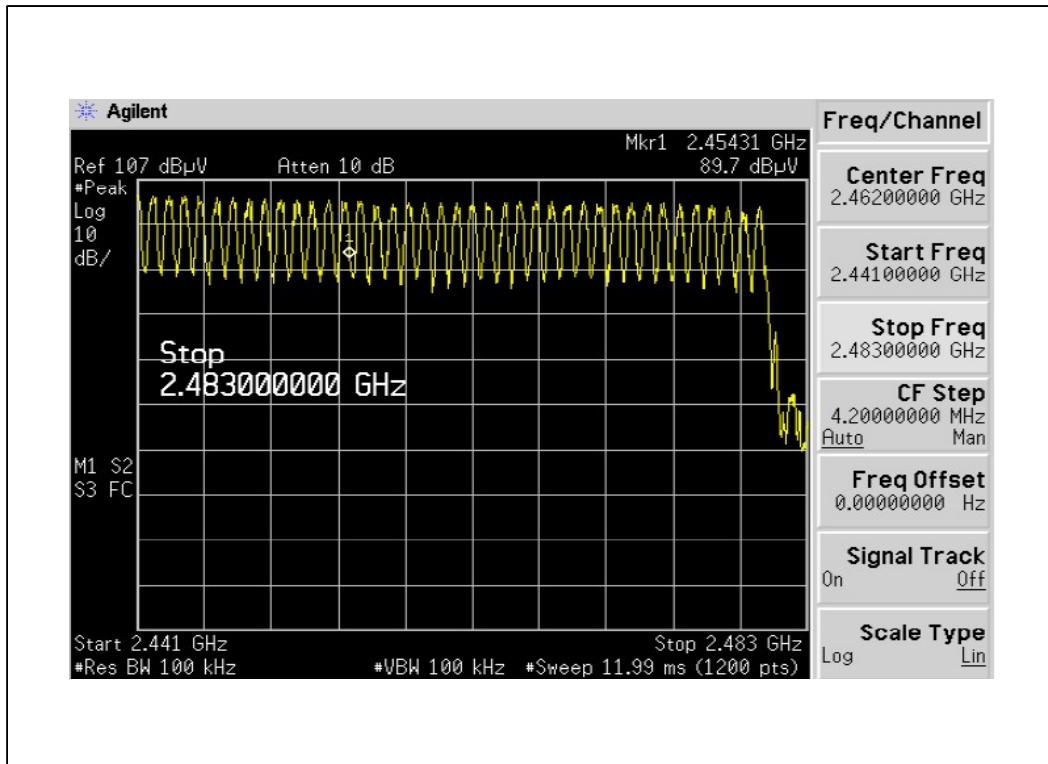 Agilent
Freq/Channel
Mkr1 2.45431 GHz
Ref 107 dBµV Atten 10 dB 89.7 dBµV
#Peak
Log
10
dB/
1
Stop
2.483000000 GHz
M1 S2
S3 FC
Start 2.441 GHz Stop 2.483 GHz
#Res BW 100 kHz #VBW 100 kHz #Sweep 11.99 ms (1200 pts)
Center Freq
2.46200000 GHz
Start Freq
2.44100000 GHz
Stop Freq
2.48300000 GHz
CF Step
4.20000000 MHz
Auto Man
Freq Offset
0.00000000 Hz
Signal Track
On Off
Scale Type
Log Lin